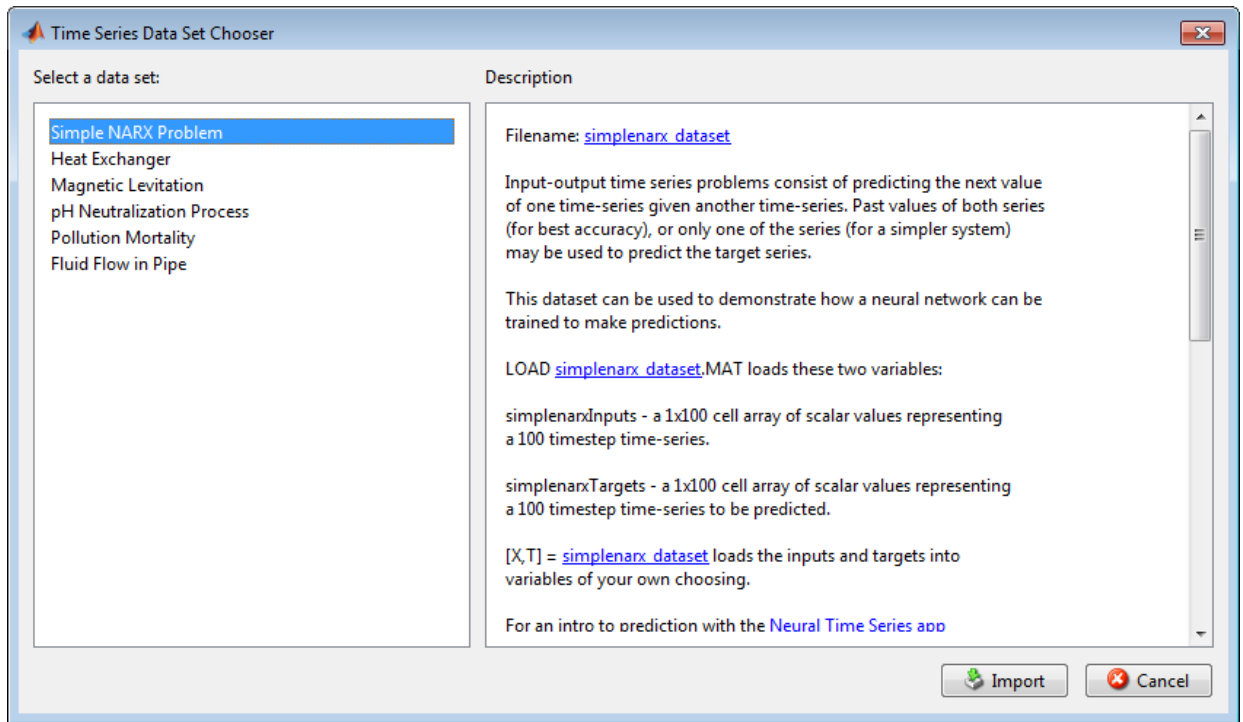 Time Series Data Set Chooser
Select a data set:
Simple NARX Problem
Heat Exchanger
Magnetic Levitation
pH Neutralization Process
Pollution Mortality
Fluid Flow in Pipe
Description
Filename: simplenarx_dataset
Input-output time series problems consist of predicting the next value
of one time-series given another time-series. Past values of both series
(for best accuracy), or only one of the series (for a simpler system)
may be used to predict the target series.
This dataset can be used to demonstrate how a neural network can be
trained to make predictions.
LOAD simplenarx_dataset.MAT loads these two variables:
simplenarxInputs - a 1x100 cell array of scalar values representing
a 100 timestep time-series.
simplenarxTargets - a 1x100 cell array of scalar values representing
a 100 timestep time-series to be predicted.
[X,T] = simplenarx_dataset loads the inputs and targets into
variables of your own choosing.
For an intro to prediction with the Neural Time Series app
Import
Cancel